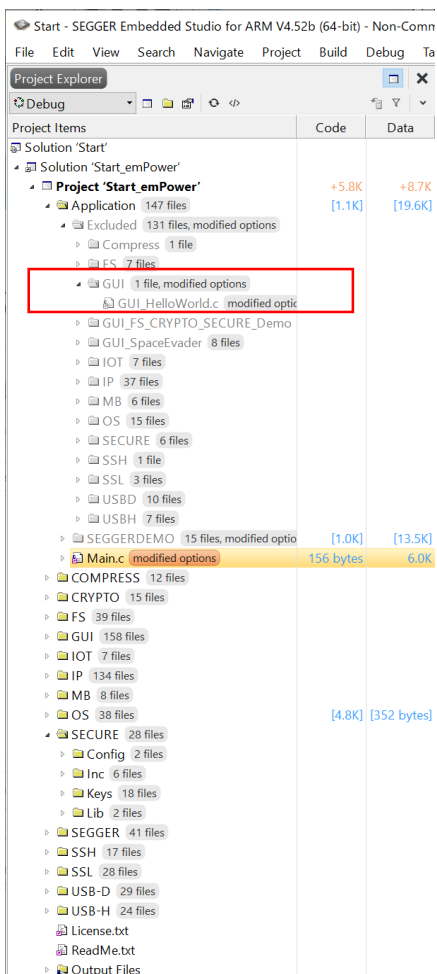 Start - SEGGER Embedded Studio for ARM V4.52b (64-bit) - Non-Comm
File Edit View Search Navigate Project Build Debug Ta
Project Explorer
Debug
Project Items Code Data
Solution 'Start'
Solution 'Start_emPower'
Project 'Start_emPower' +5.8K +8.7K
Application 147 files [1.1K] [19.6K]
Excluded 131 files, modified options
Compress 1 file
FS 7 files
GUI 1 file, modified options
GUI_HelloWorld.c modified optic
GUI_FS_CRYPTO_SECURE_Demo
GUI_SpaceEvader 8 files
IOT 7 files
IP 37 files
MB 6 files
OS 15 files
SECURE 6 files
SSH 1 file
SSL 3 files
USBD 10 files
USBH 7 files
SEGGERDEMO 15 files, modified optio [1.0K] [13.5K]
Main.c modified options 156 bytes 6.0K
COMPRESS 12 files
CRYPTO 15 files
FS 39 files
GUI 158 files
IOT 7 files
IP 134 files
MB 8 files
OS 38 files [4.8K] [352 bytes]
SECURE 28 files
Config 2 files
Inc 6 files
Keys 18 files
Lib 2 files
SEGGER 41 files
SSH 17 files
SSL 28 files
USB-D 29 files
USB-H 24 files
License.txt
ReadMe.txt
Output Files